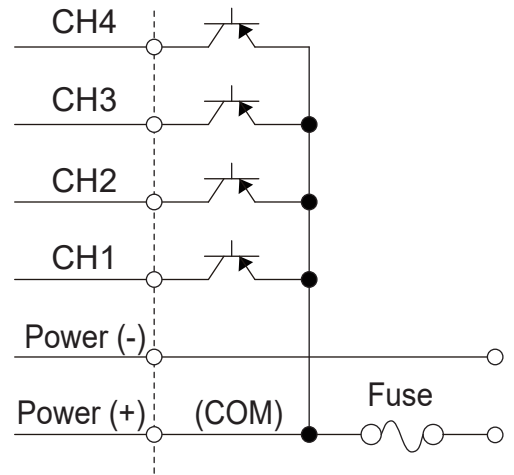 CH4
CH3
CH2
CH1
Power (-)
Fuse
Power (+) (COM)